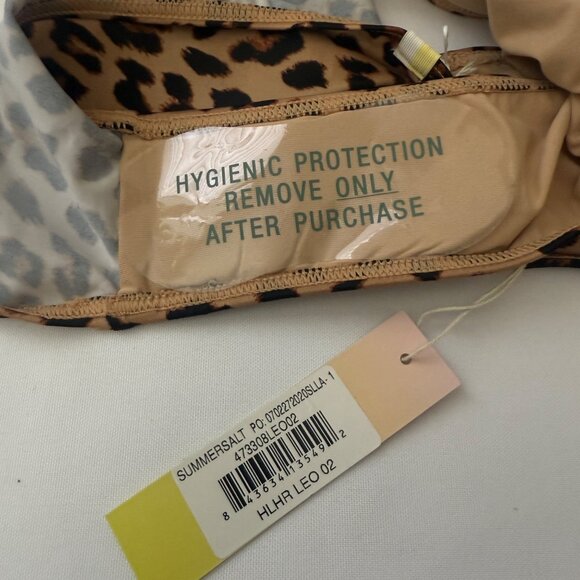 HYGIENIC PROTECTION
REMOVE ONLY
AFTER PURCHASE
SUMMERSALT PO: 0702272020SLLA-1
473308LEO02
8 43634 13549 2
HLHR LEO 02